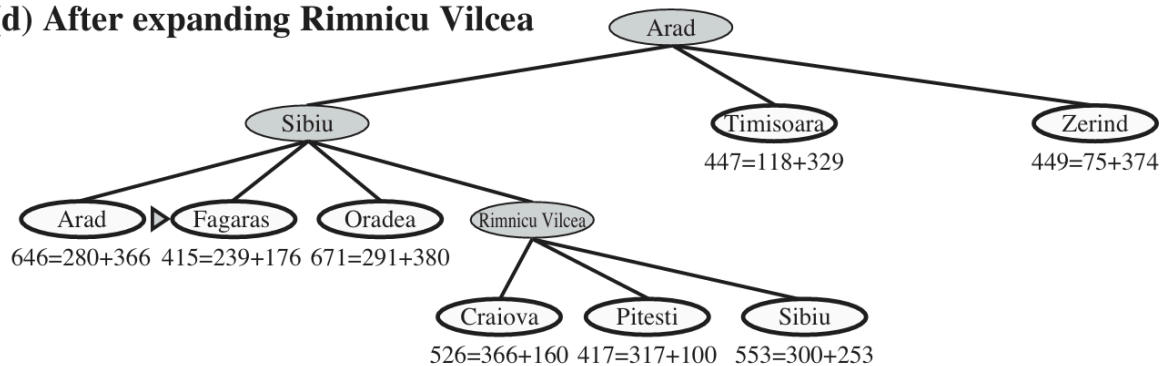 (d) After expanding Rimnicu Vilcea
Arad
Sibiu
Timisoara
Zerind
447=118+329
449=75+374
Arad
Fagaras
Oradea
Rimnicu Vilcea
646=280+366
415=239+176
671=291+380
Craiova
Pitesti
Sibiu
526=366+160
417=317+100
553=300+253